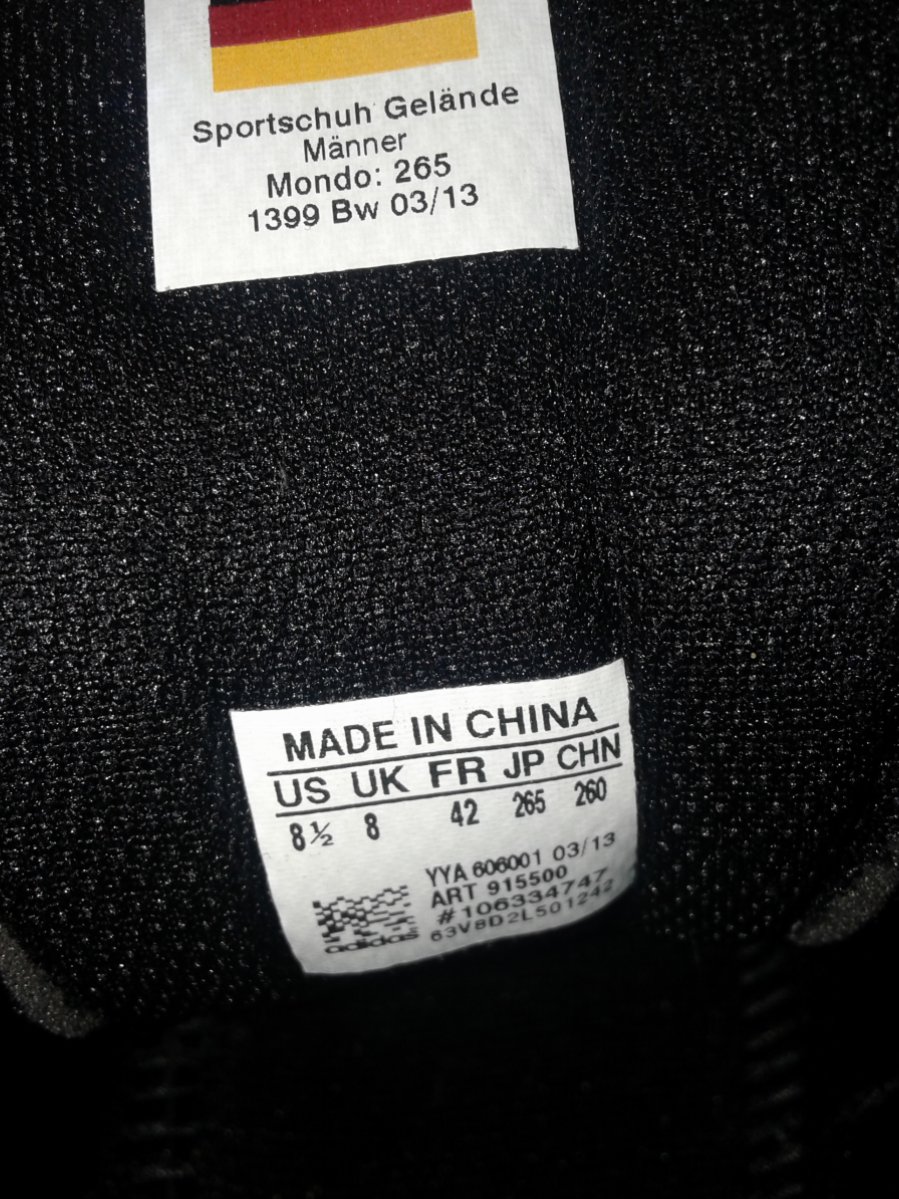 Sportschuh Gelände
Männer
Mondo: 265
1399 Bw 03/13
MADE IN CHINA
US UK FR JP CHN
8½ 8 42 265 260
YYA 606001 03/13
ART 915500
#106334747
63V8D2L501242
adidas